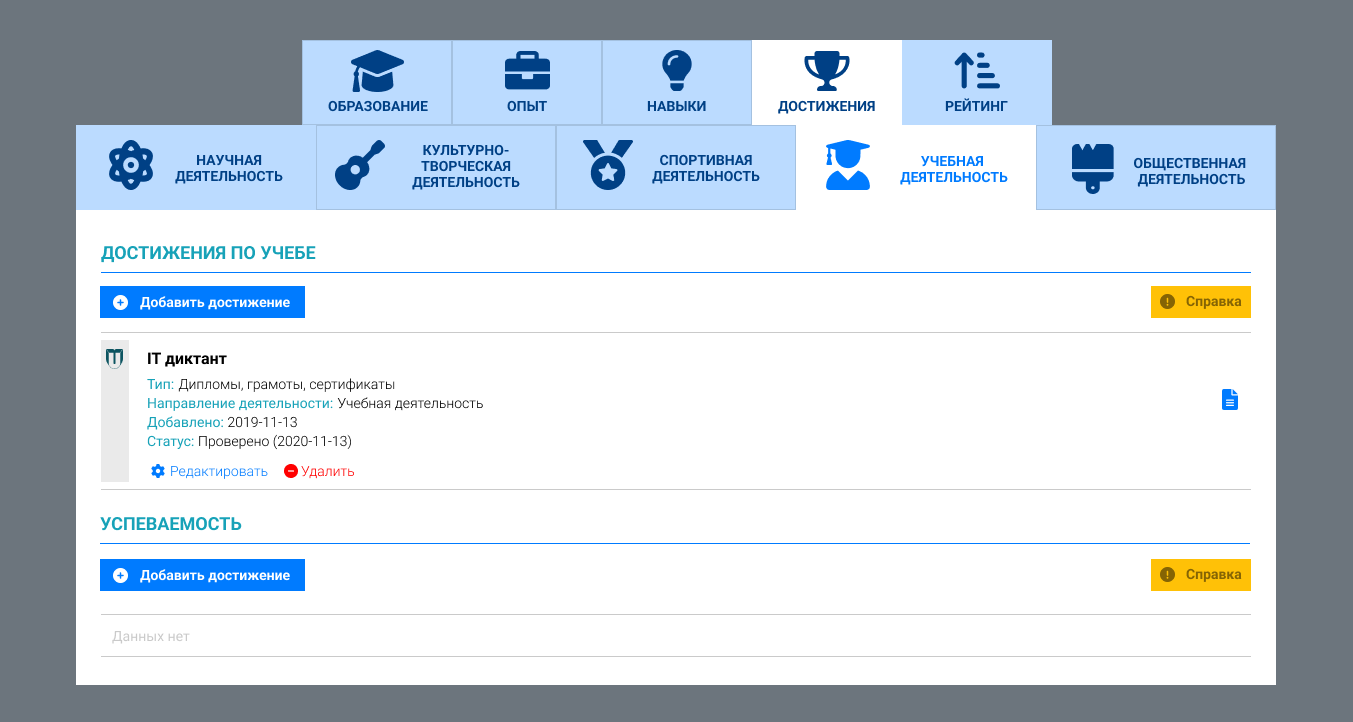 ОБРАЗОВАНИЕ
ОПЫТ
НАВЫКИ
ДОСТИЖЕНИЯ
РЕЙТИНГ
НАУЧНАЯ
ДЕЯТЕЛЬНОСТЬ
КУЛЬТУРНО-
ТВОРЧЕСКАЯ
ДЕЯТЕЛЬНОСТЬ
СПОРТИВНАЯ
ДЕЯТЕЛЬНОСТЬ
УЧЕБНАЯ
ДЕЯТЕЛЬНОСТЬ
ОБЩЕСТВЕННАЯ
ДЕЯТЕЛЬНОСТЬ
ДОСТИЖЕНИЯ ПО УЧЕБЕ
Добавить достижение
Справка
IT диктант
Тип: Дипломы, грамоты, сертификаты
Направление деятельности: Учебная деятельность
Добавлено: 2019-11-13
Статус: Проверено (2020-11-13)
Редактировать Удалить
УСПЕВАЕМОСТЬ
Добавить достижение
Справка
Данных нет